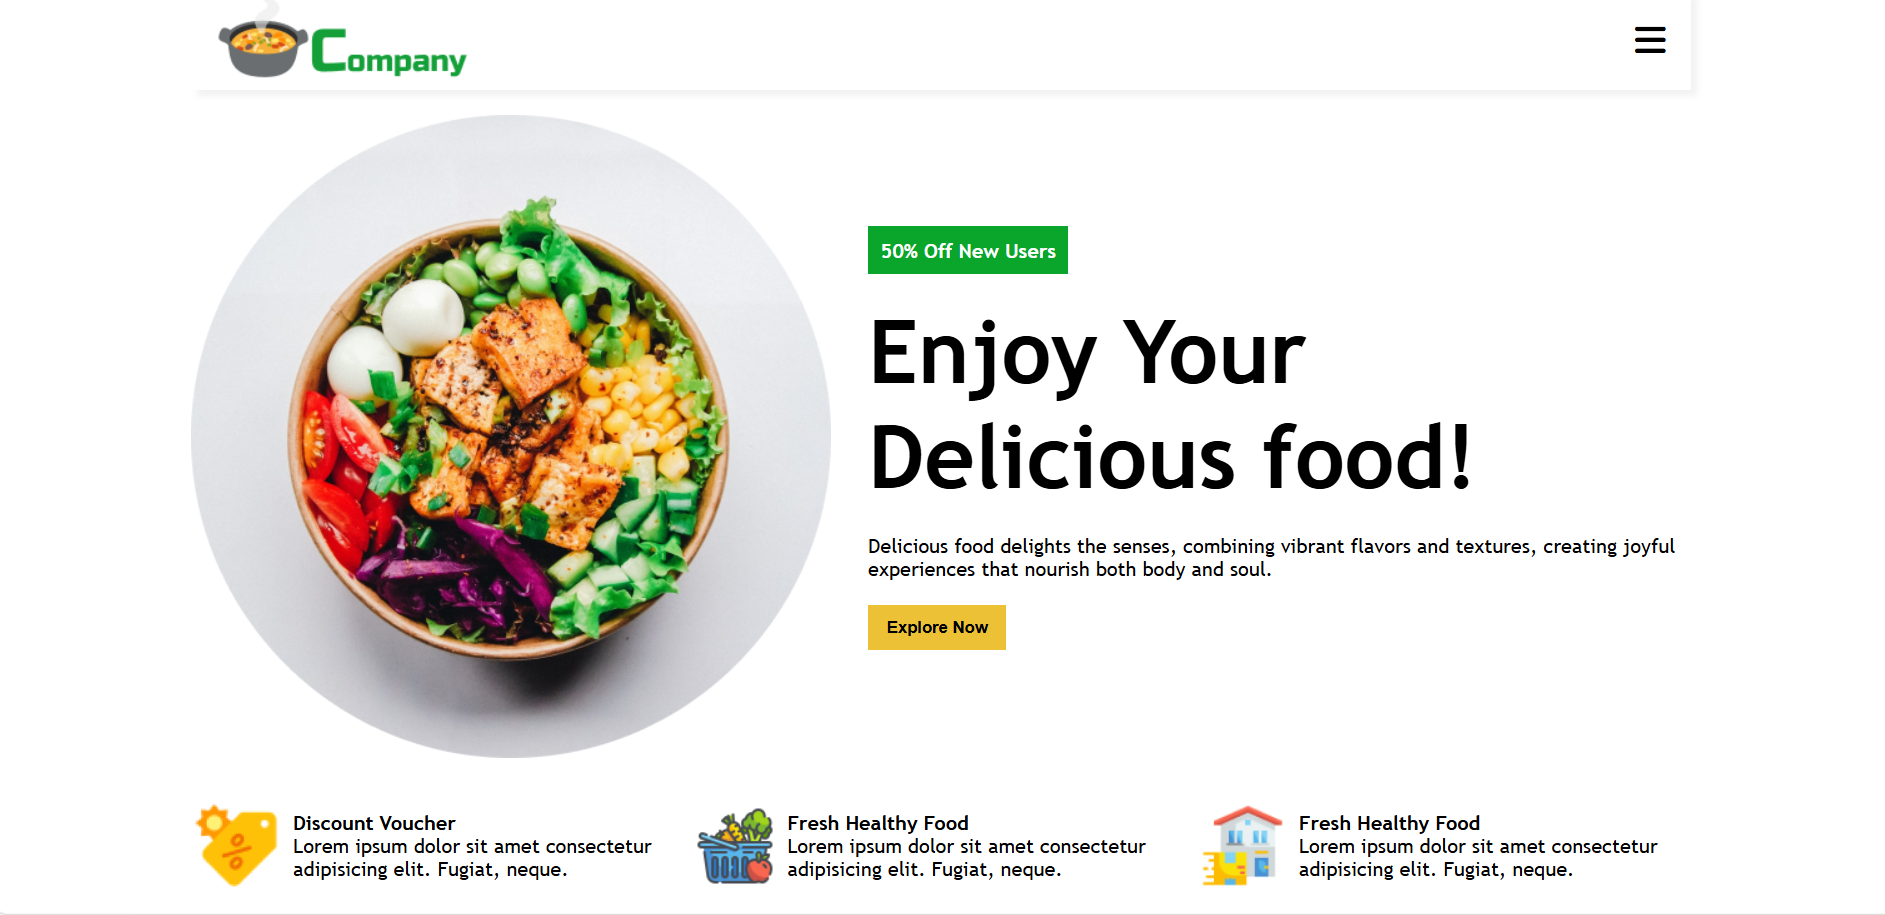 Company
50% Off New Users
Enjoy Your
Delicious food!
Delicious food delights the senses, combining vibrant flavors and textures, creating joyful
experiences that nourish both body and soul.
Explore Now
Discount Voucher
Lorem ipsum dolor sit amet consectetur
adipisicing elit. Fugiat, neque.
Fresh Healthy Food
Lorem ipsum dolor sit amet consectetur
adipisicing elit. Fugiat, neque.
Fresh Healthy Food
Lorem ipsum dolor sit amet consectetur
adipisicing elit. Fugiat, neque.